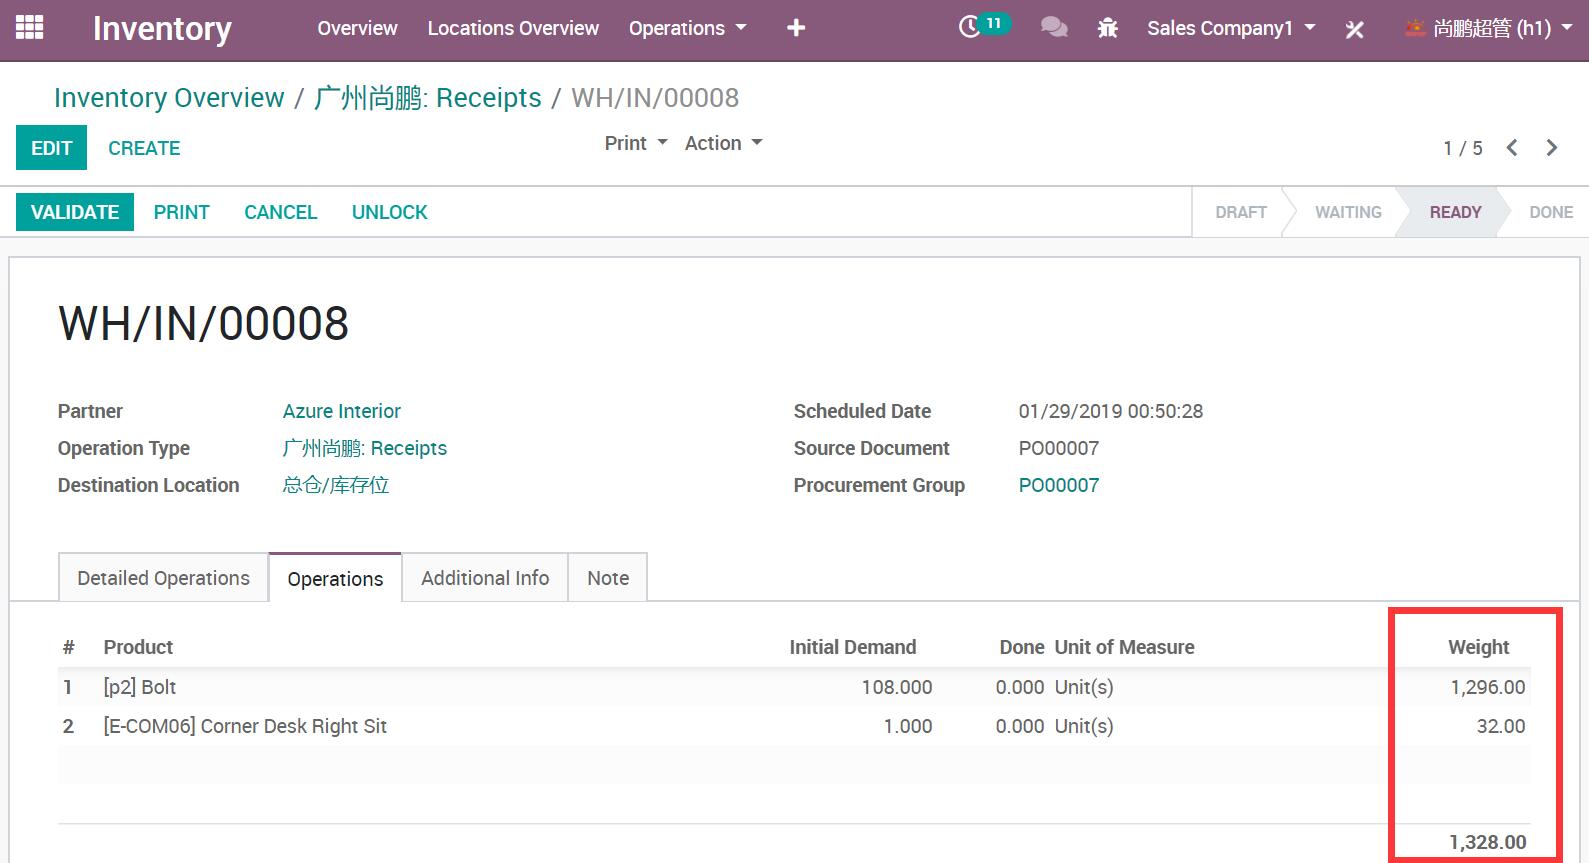 Inventory Overview Locations Overview Operations + 11 Sales Company1 尚鹏超管 (h1)
Inventory Overview / 广州尚鹏: Receipts / WH/IN/00008
EDIT CREATE Print Action 1 / 5
VALIDATE PRINT CANCEL UNLOCK DRAFT WAITING READY DONE
WH/IN/00008
Partner Azure Interior Scheduled Date 01/29/2019 00:50:28
Operation Type 广州尚鹏: Receipts Source Document PO00007
Destination Location 总仓/库存位 Procurement Group PO00007
Detailed Operations Operations Additional Info Note
# Product Initial Demand Done Unit of Measure Weight
1 [p2] Bolt 108.000 0.000 Unit(s) 1,296.00
2 [E-COM06] Corner Desk Right Sit 1.000 0.000 Unit(s) 32.00
1,328.00